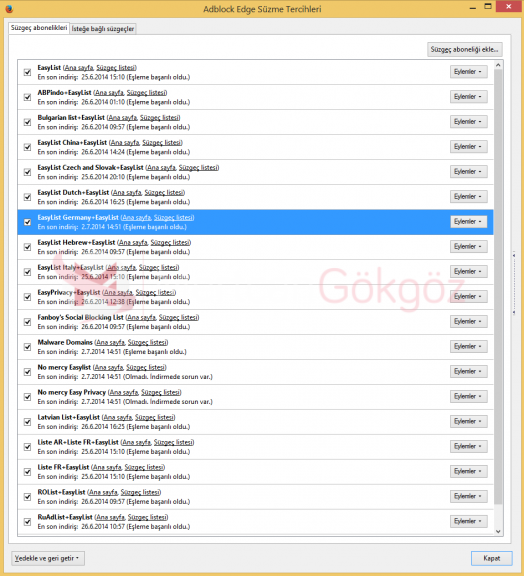 Adblock Edge Süzme Tercihleri
Süzgeç abonelikleri İsteğe bağlı süzgeçler
Süzgeç aboneliği ekle...
EasyList (Ana sayfa, Süzgeç listesi)
En son indiriş: 25.6.2014 15:10 (Eşleme başarılı oldu.)
Eylemler
ABPindo+EasyList (Ana sayfa, Süzgeç listesi)
En son indiriş: 26.6.2014 01:10 (Eşleme başarılı oldu.)
Eylemler
Bulgarian list+EasyList (Ana sayfa, Süzgeç listesi)
En son indiriş: 26.6.2014 09:57 (Eşleme başarılı oldu.)
Eylemler
EasyList China+EasyList (Ana sayfa, Süzgeç listesi)
En son indiriş: 26.6.2014 14:24 (Eşleme başarılı oldu.)
Eylemler
EasyList Czech and Slovak+EasyList (Ana sayfa, Süzgeç listesi)
En son indiriş: 25.6.2014 20:10 (Eşleme başarılı oldu.)
Eylemler
EasyList Dutch+EasyList (Ana sayfa, Süzgeç listesi)
En son indiriş: 26.6.2014 16:25 (Eşleme başarılı oldu.)
Eylemler
EasyList Germany+EasyList (Ana sayfa, Süzgeç listesi)
En son indiriş: 2.7.2014 14:51 (Eşleme başarılı oldu.)
Eylemler
EasyList Hebrew+EasyList (Ana sayfa, Süzgeç listesi)
En son indiriş: 26.6.2014 09:57 (Eşleme başarılı oldu.)
Eylemler
EasyList Italy+EasyList (Ana sayfa, Süzgeç listesi)
En son indiriş: 25.6.2014 15:10 (Eşleme başarılı oldu.)
Eylemler
EasyPrivacy+EasyList (Ana sayfa, Süzgeç listesi)
En son indiriş: 26.6.2014 12:38 (Eşleme başarılı oldu.)
Eylemler
Gökgöz
Fanboy's Social Blocking List (Ana sayfa, Süzgeç listesi)
En son indiriş: 26.6.2014 09:57 (Eşleme başarılı oldu.)
Eylemler
Malware Domains (Ana sayfa, Süzgeç listesi)
En son indiriş: 2.7.2014 14:51 (Eşleme başarılı oldu.)
Eylemler
No mercy Easylist (Ana sayfa, Süzgeç listesi)
En son indiriş: 2.7.2014 14:51 (Olmadı. İndirmede sorun var.)
Eylemler
No mercy Easy Privacy (Ana sayfa, Süzgeç listesi)
En son indiriş: 2.7.2014 14:51 (Olmadı. İndirmede sorun var.)
Eylemler
Latvian List+EasyList (Ana sayfa, Süzgeç listesi)
En son indiriş: 26.6.2014 16:25 (Eşleme başarılı oldu.)
Eylemler
Liste AR+Liste FR+EasyList (Ana sayfa, Süzgeç listesi)
En son indiriş: 25.6.2014 15:10 (Eşleme başarılı oldu.)
Eylemler
Liste FR+EasyList (Ana sayfa, Süzgeç listesi)
En son indiriş: 25.6.2014 15:10 (Eşleme başarılı oldu.)
Eylemler
ROList+EasyList (Ana sayfa, Süzgeç listesi)
En son indiriş: 26.6.2014 09:57 (Eşleme başarılı oldu.)
Eylemler
RuAdList+EasyList (Ana sayfa, Süzgeç listesi)
En son indiriş: 26.6.2014 10:57 (Eşleme başarılı oldu.)
Eylemler
Yedekle ve geri getir
Kapat